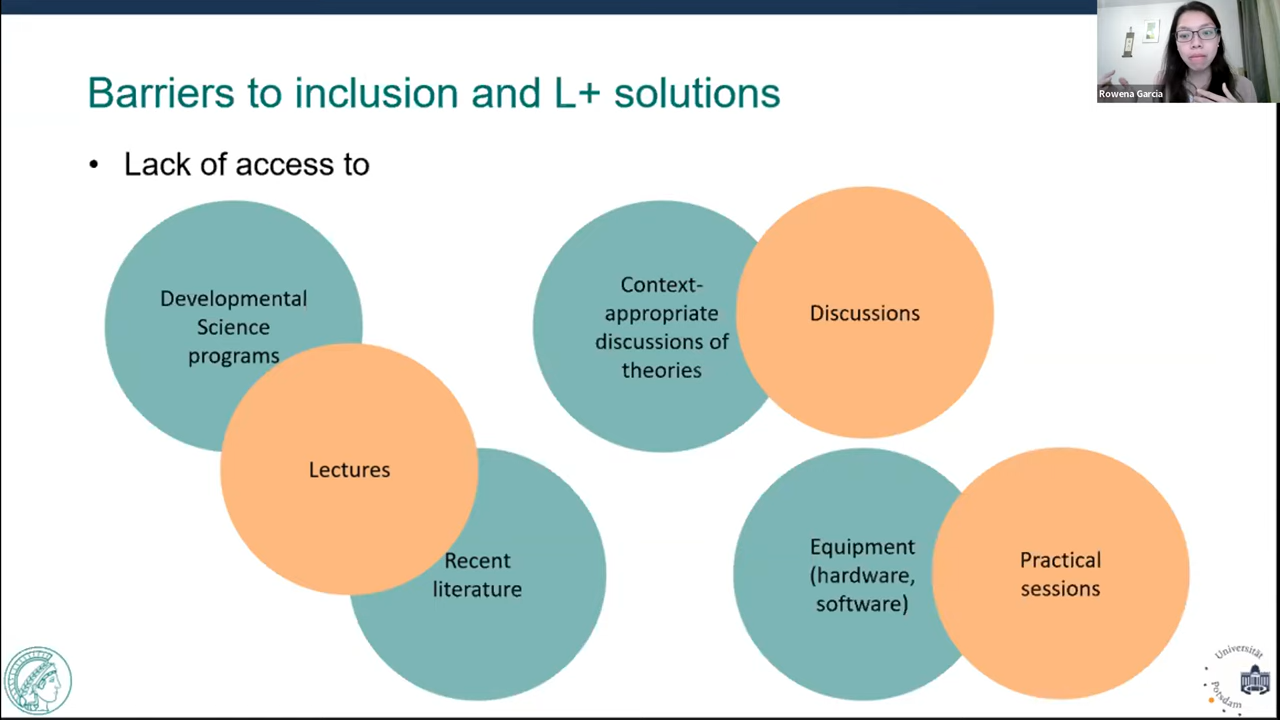 Rowena Garcia
Barriers to inclusion and L+ solutions
• Lack of access to
Developmental
Science
programs
Lectures
Recent
literature
Context-
appropriate
discussions of
theories
Discussions
Equipment
(hardware,
software)
Practical
sessions
Universität
Potsdam